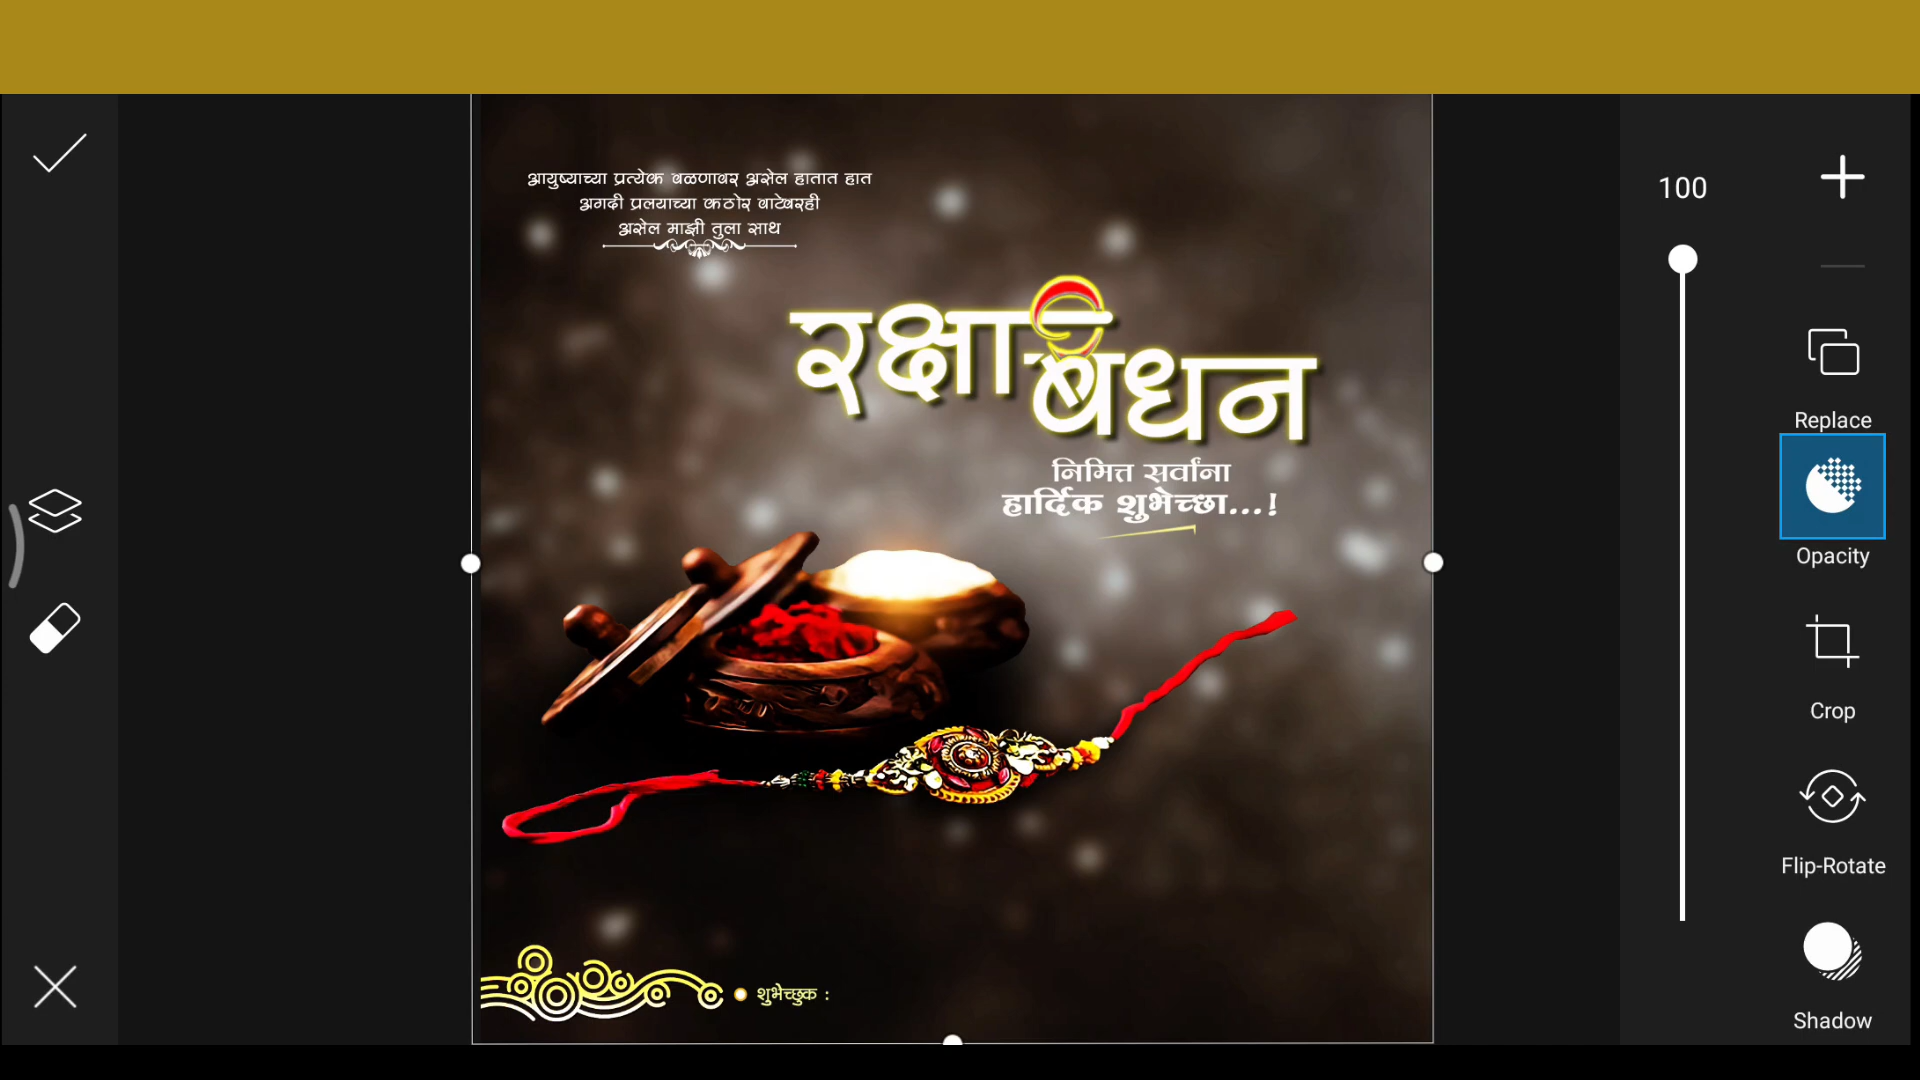 आयुष्याच्या प्रत्येक वळणावर असेल हातात हात
अगदी प्रलयाच्या कठोर वाटेवरही
असेल माझी तुला साथ
रक्षाबंधन
निमित्त सर्वांना
हार्दिक शुभेच्छा...!
शुभेच्छुक :
100
Replace
Opacity
Crop
Flip-Rotate
Shadow